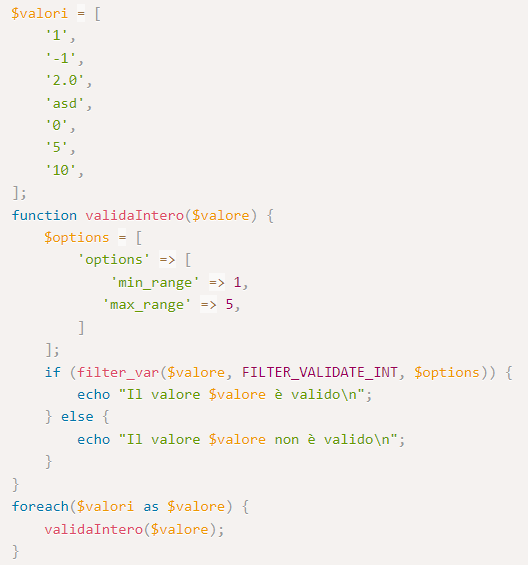 $valori = [
    '1',
    '-1',
    '2.0',
    'asd',
    '0',
    '5',
    '10',
];
function validaIntero($valore) {
    $options = [
        'options' => [
            'min_range' => 1,
           'max_range' => 5,
        ]
    ];
    if (filter_var($valore, FILTER_VALIDATE_INT, $options)) {
        echo "Il valore $valore è valido\n";
    } else {
        echo "Il valore $valore non è valido\n";
    }
}
foreach($valori as $valore) {
    validaIntero($valore);
}